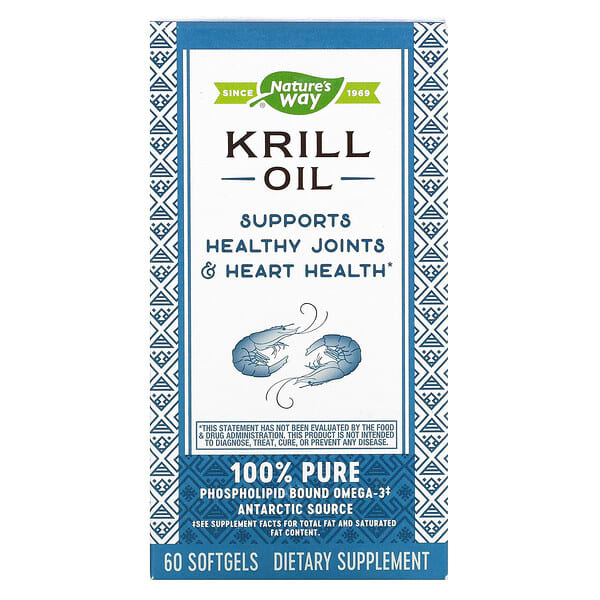 SINCE Nature's Way® 1969
KRILL
OIL
SUPPORTS
HEALTHY JOINTS
& HEART HEALTH*
*THIS STATEMENT HAS NOT BEEN EVALUATED BY THE FOOD
& DRUG ADMINISTRATION. THIS PRODUCT IS NOT INTENDED
TO DIAGNOSE, TREAT, CURE, OR PREVENT ANY DISEASE.
100% PURE
PHOSPHOLIPID BOUND OMEGA-3‡
ANTARCTIC SOURCE
‡SEE SUPPLEMENT FACTS FOR TOTAL FAT AND SATURATED
FAT CONTENT.
60 SOFTGELS DIETARY SUPPLEMENT